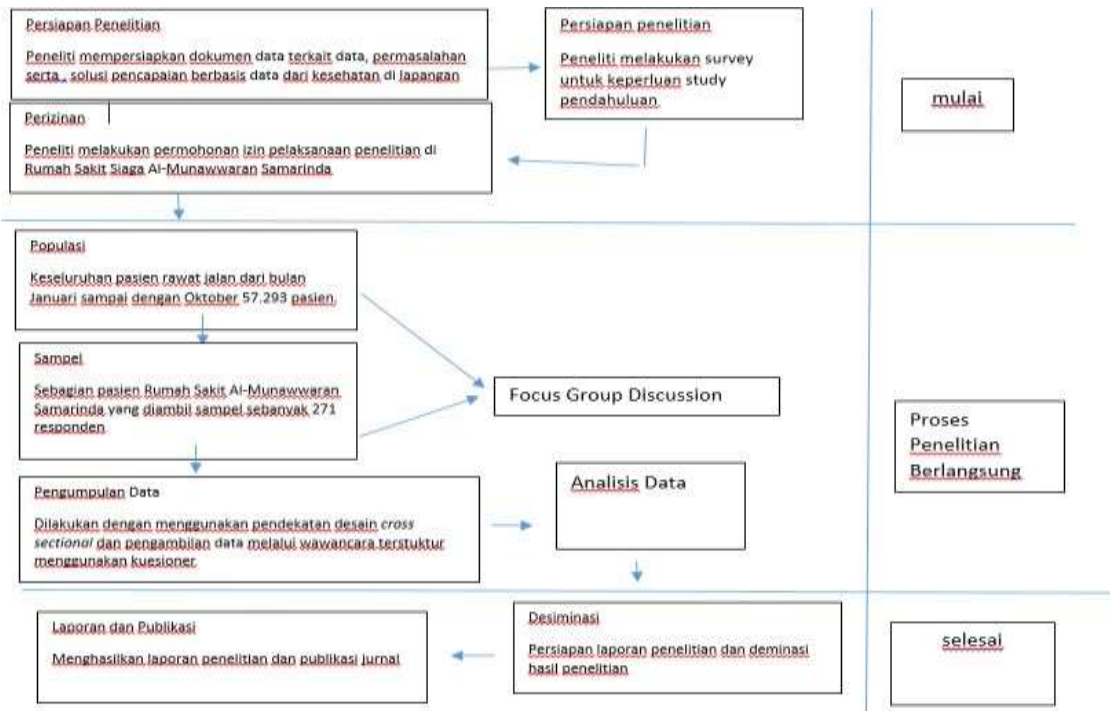 Persiapan Penelitian
Peneliti mempersiapkan dokumen data terkait data, permasalahan
serta , solusi pencapaian berbasis data dari kesehatan di lapangan
Persiapan penelitian
Peneliti melakukan survey
untuk keperluan study
pendahuluan
mulai
Perizinan
Peneliti melakukan permohonan izin pelaksanaan penelitian di
Rumah Sakit Siaga Al-Munawwaran Samarinda
Populasi
Keseluruhan pasien rawat jalan dari bulan
Januari sampai dengan Oktober 57.293 pasien.
Sampel
Sebagian pasien Rumah Sakit Al-Munawwaran
Samarinda yang diambil sampel sebanyak 271
responden
Focus Group Discussion
Proses
Penelitian
Berlangsung
Pengumpulan Data
Dilakukan dengan menggunakan pendekatan desain cross
sectional dan pengambilan data melalui wawancara terstuktur
menggunakan kuesioner
Analisis Data
Laporan dan Publikasi
Menghasilkan laporan penelitian dan publikasi jurnal
Desiminasi
Persiapan laporan penelitian dan deminasi
hasil penelitian
selesai